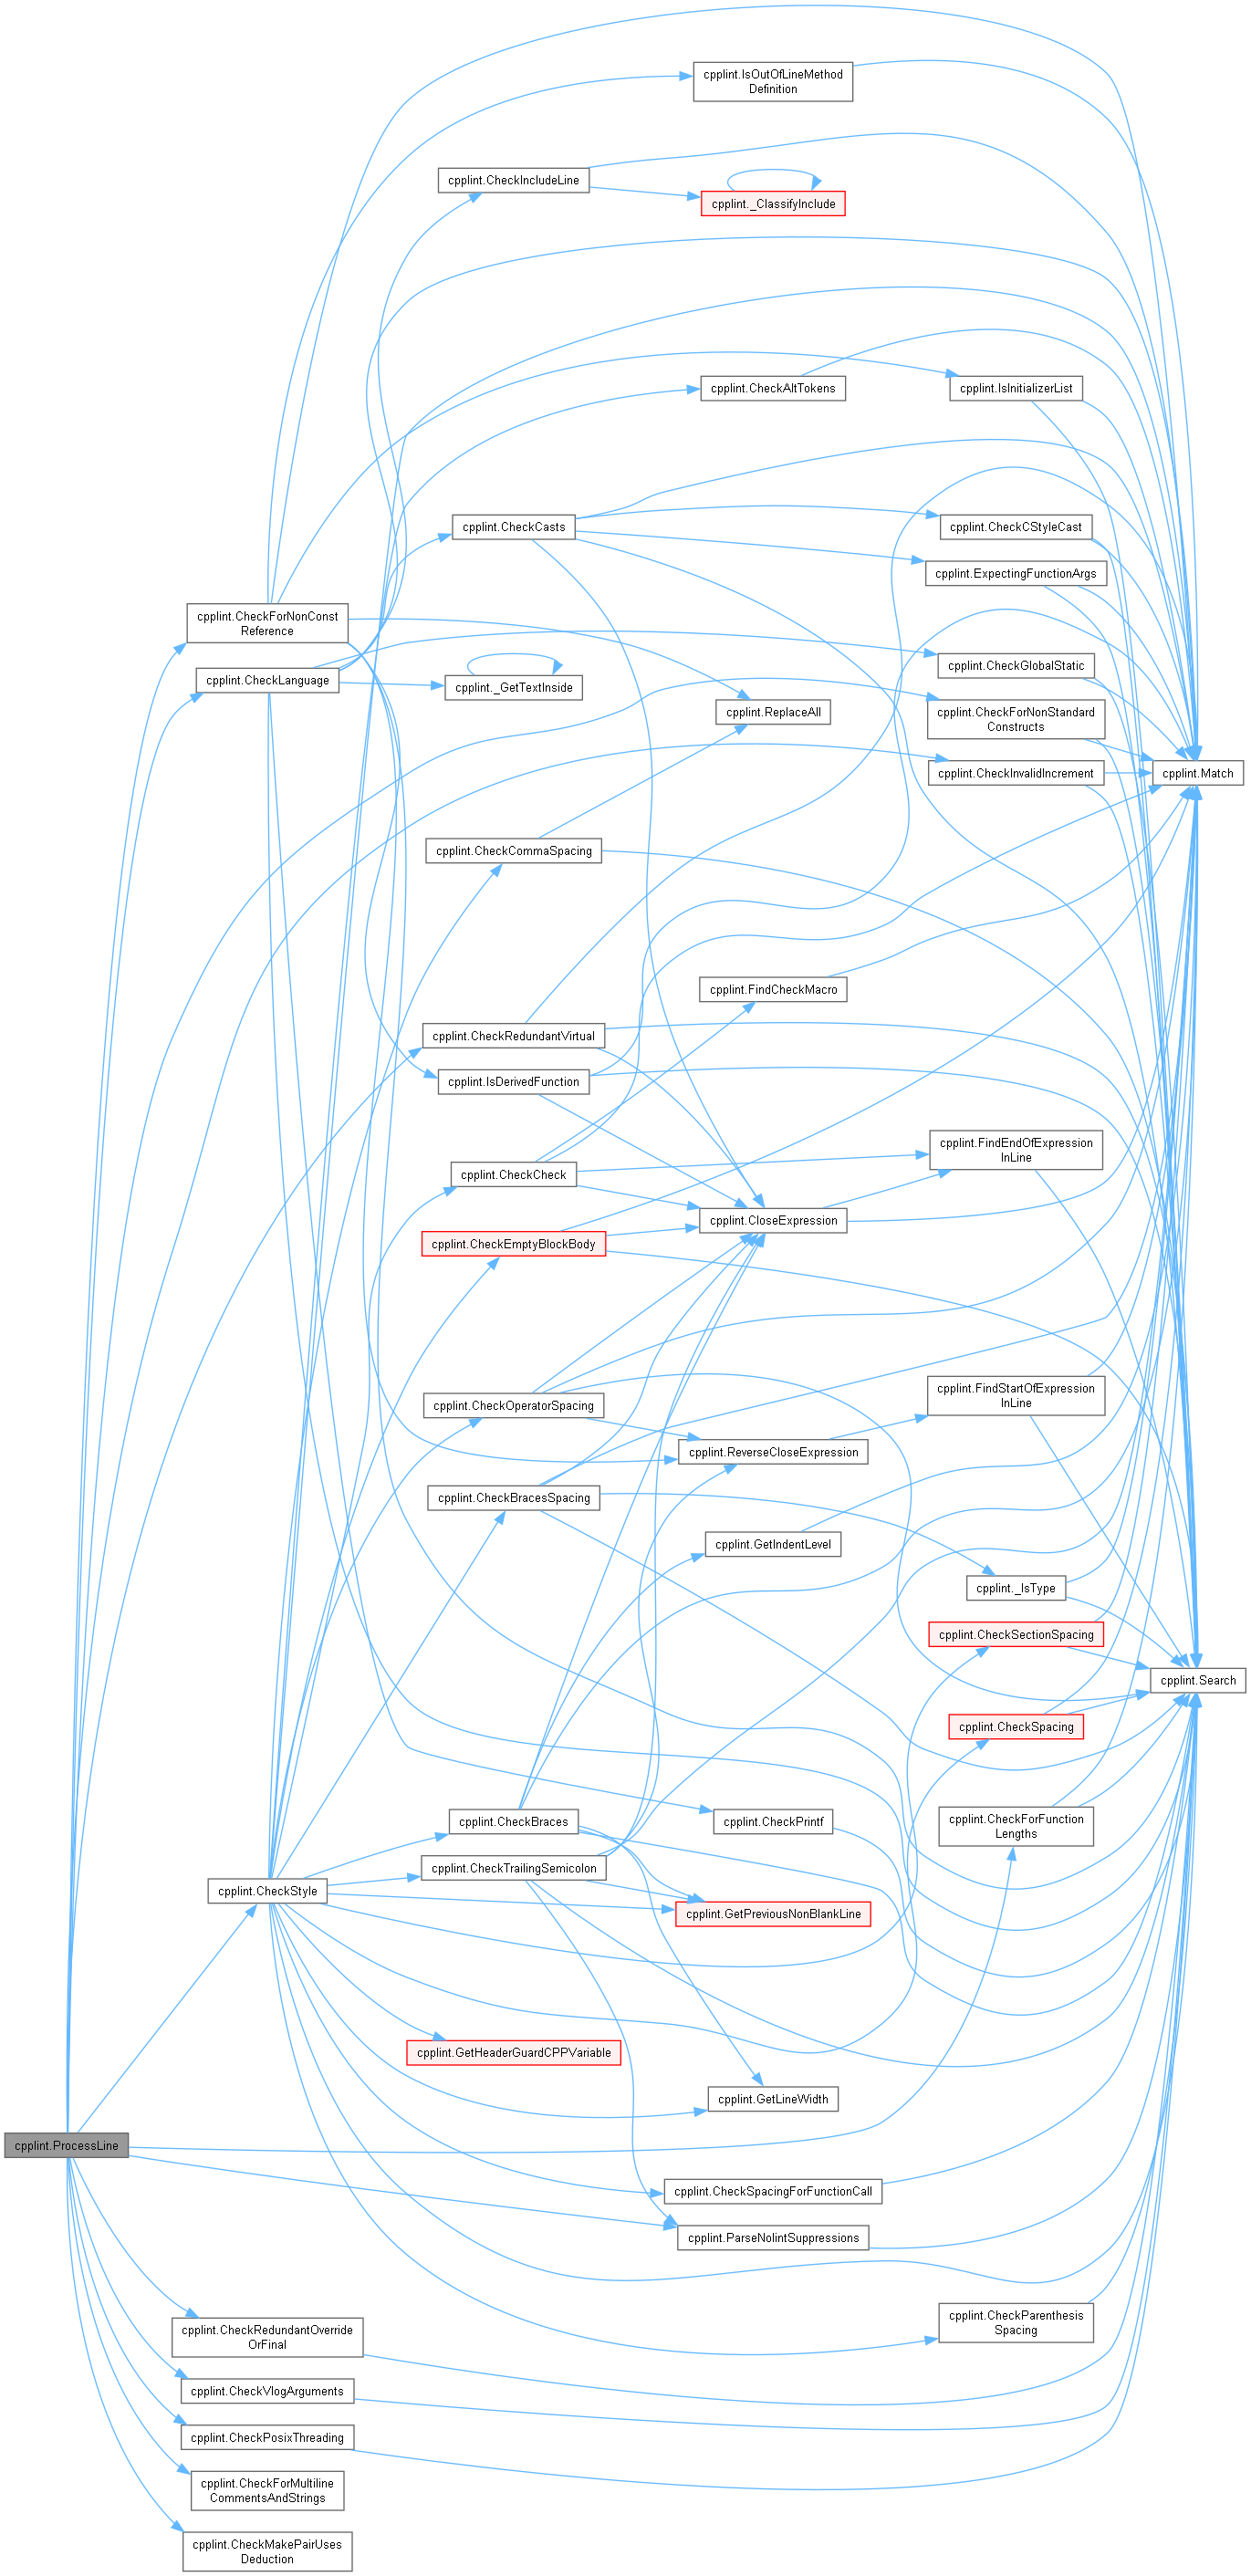 cpplint.IsOutOfLineMethod
Definition
cpplint.CheckIncludeLine
cpplint._ClassifyInclude
cpplint.CheckAltTokens
cpplint.IsInitializerList
cpplint.CheckCasts
cpplint.CheckCStyleCast
cpplint.ExpectingFunctionArgs
cpplint.CheckForNonConst
Reference
cpplint.CheckLanguage
cpplint._GetTextInside
cpplint.CheckGlobalStatic
cpplint.ReplaceAll
cpplint.CheckForNonStandard
Constructs
cpplint.CheckInvalidIncrement
cpplint.Match
cpplint.CheckCommaSpacing
cpplint.FindCheckMacro
cpplint.CheckRedundantVirtual
cpplint.IsDerivedFunction
cpplint.FindEndOfExpression
InLine
cpplint.CheckCheck
cpplint.CloseExpression
cpplint.CheckEmptyBlockBody
cpplint.FindStartOfExpression
InLine
cpplint.CheckOperatorSpacing
cpplint.ReverseCloseExpression
cpplint.CheckBracesSpacing
cpplint.GetIndentLevel
cpplint._IsType
cpplint.CheckSectionSpacing
cpplint.Search
cpplint.CheckSpacing
cpplint.CheckBraces
cpplint.CheckPrintf
cpplint.CheckForFunction
Lengths
cpplint.CheckTrailingSemicolon
cpplint.CheckStyle
cpplint.GetPreviousNonBlankLine
cpplint.GetHeaderGuardCPPVariable
cpplint.GetLineWidth
cpplint.ProcessLine
cpplint.CheckSpacingForFunctionCall
cpplint.ParseNolintSuppressions
cpplint.CheckParenthesis
Spacing
cpplint.CheckRedundantOverride
OrFinal
cpplint.CheckVlogArguments
cpplint.CheckPosixThreading
cpplint.CheckForMultiline
CommentsAndStrings
cpplint.CheckMakePairUses
Deduction